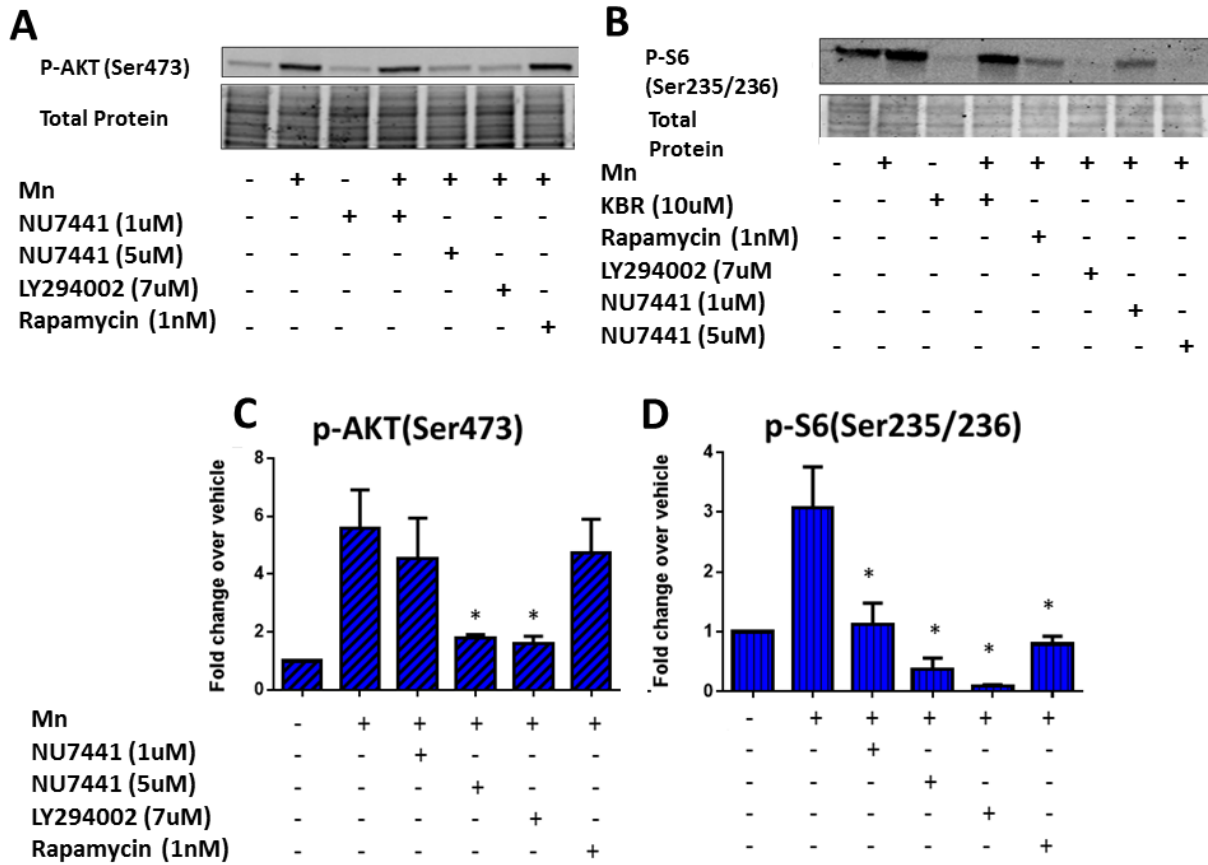 A
P-AKT (Ser473)
Total Protein
Mn - + - + + + +
NU7441 (1uM) - - + + - - -
NU7441 (5uM) - - - - + - -
LY294002 (7uM) - - - - - + -
Rapamycin (1nM) - - - - - - +
B
P-S6
(Ser235/236)
Total
Protein
Mn - + - + + + + +
KBR (10uM) - - + + - - - -
Rapamycin (1nM) - - - - + - - -
LY294002 (7uM - - - - - + - -
NU7441 (1uM) - - - - - - + -
NU7441 (5uM) - - - - - - - +
C
p-AKT(Ser473)
Fold change over vehicle
8
6
4
2
0
* *
D
p-S6(Ser235/236)
Fold change over vehicle
4
3
2
1
0
* * * *
Mn - + + + + + - + + + + +
NU7441 (1uM) - - + - - - - - + - - -
NU7441 (5uM) - - - + - - - - - + - -
LY294002 (7uM) - - - - + - - - - - + -
Rapamycin (1nM) - - - - - + - - - - - +